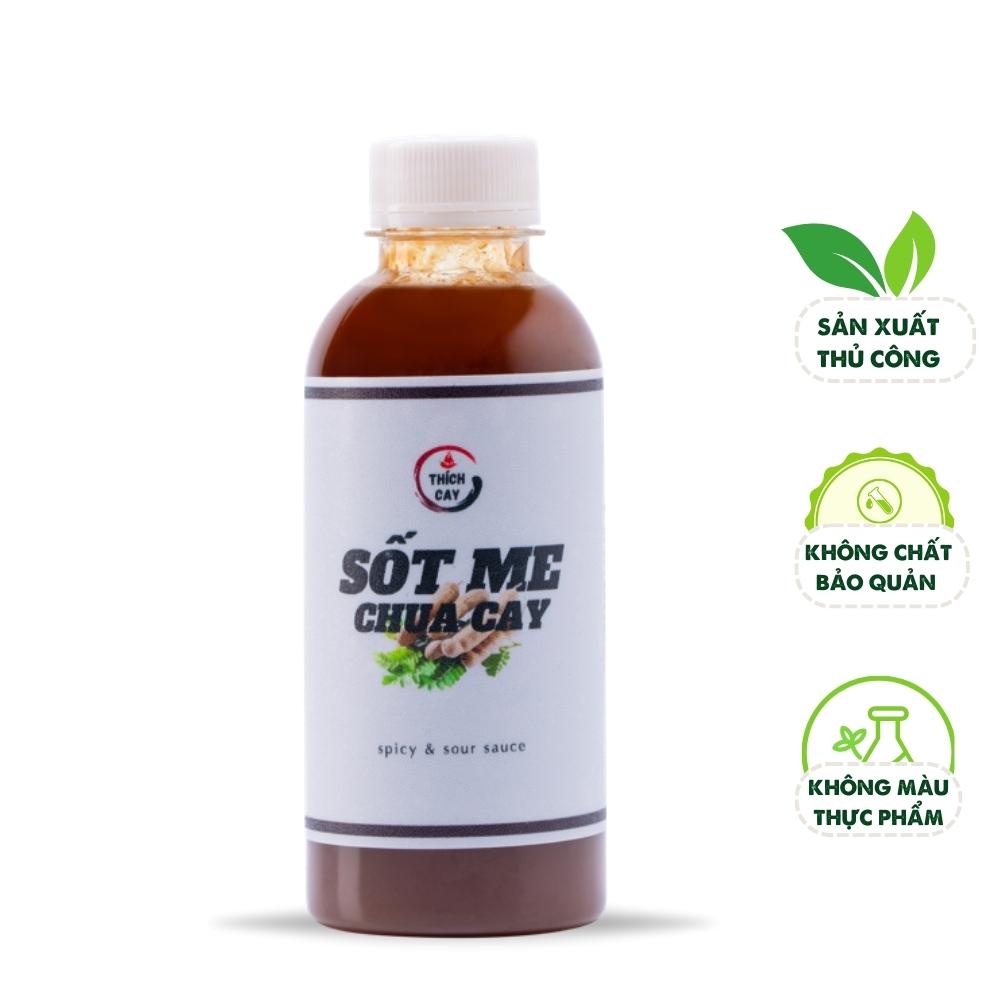 THÍCH
CAY
SỐT ME
CHUA CAY
spicy & sour sauce
SẢN XUẤT
THỦ CÔNG
KHÔNG CHẤT
BẢO QUẢN
KHÔNG MÀU
THỰC PHẨM